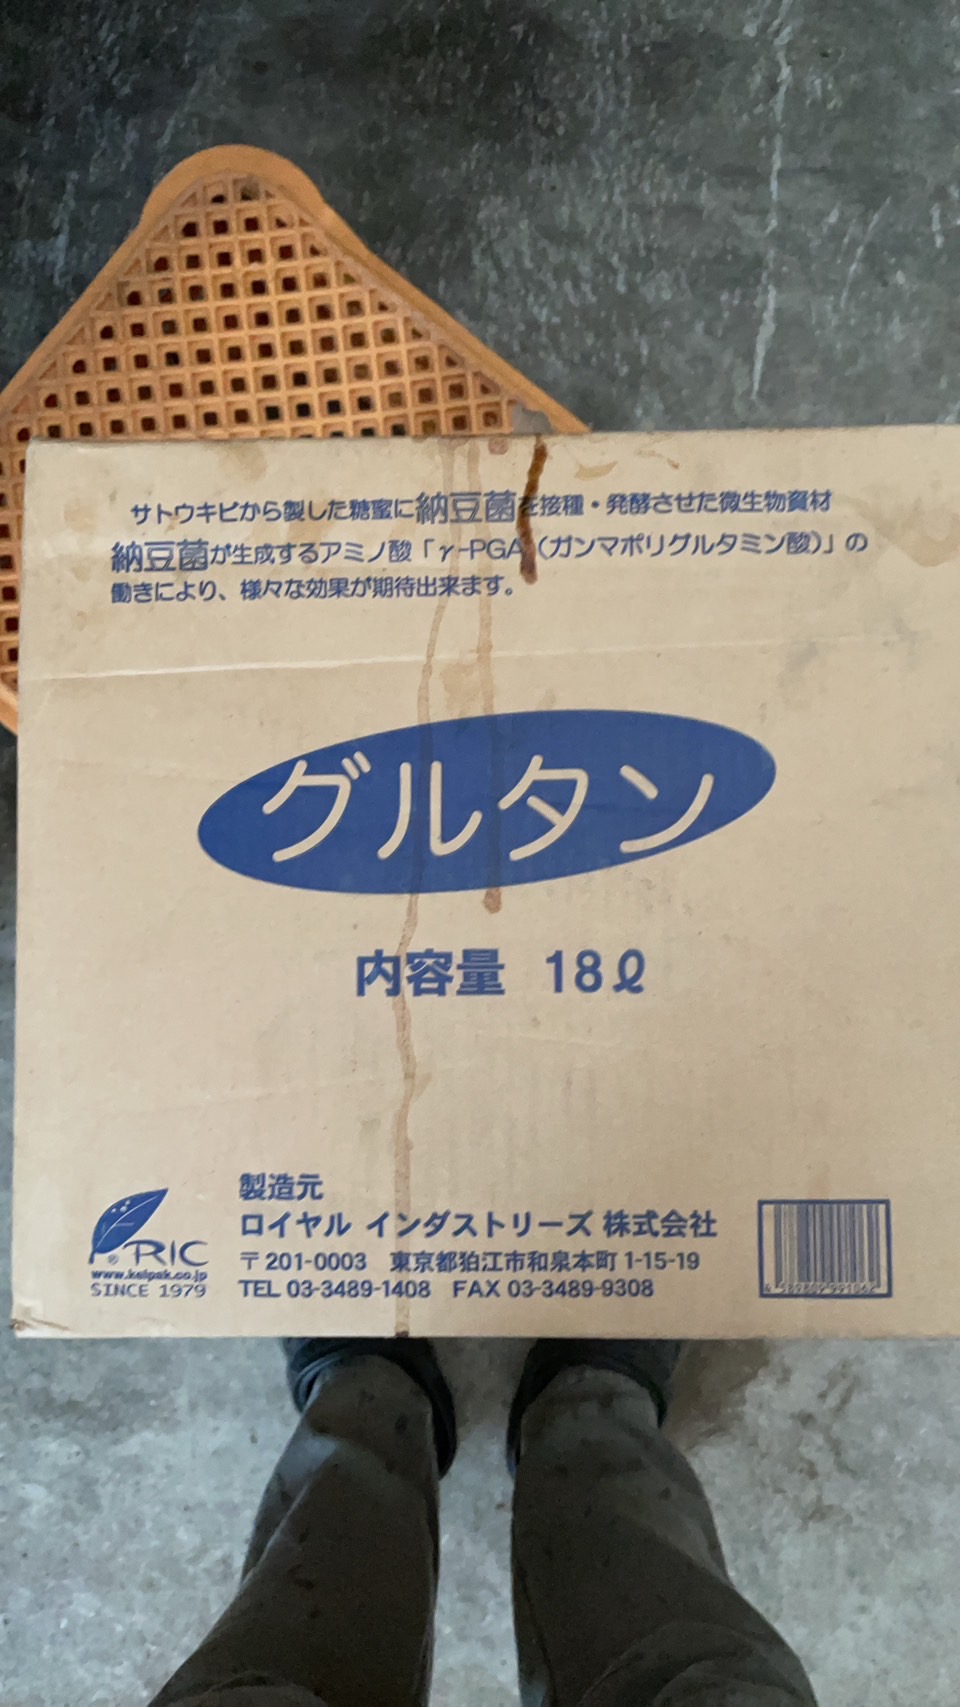 サトウキビから製した糖蜜に納豆菌を接種・発酵させた微生物資材
納豆菌が生成するアミノ酸「γ-PGA（ガンマポリグルタミン酸）」の
働きにより、様々な効果が期待出来ます。
グルタン
内容量 18ℓ
製造元
ロイヤル インダストリーズ 株式会社
〒201-0003 東京都狛江市和泉本町1-15-19
TEL 03-3489-1408 FAX 03-3489-9308
® RIC
www.kelpak.co.jp
SINCE 1979
4589809991062